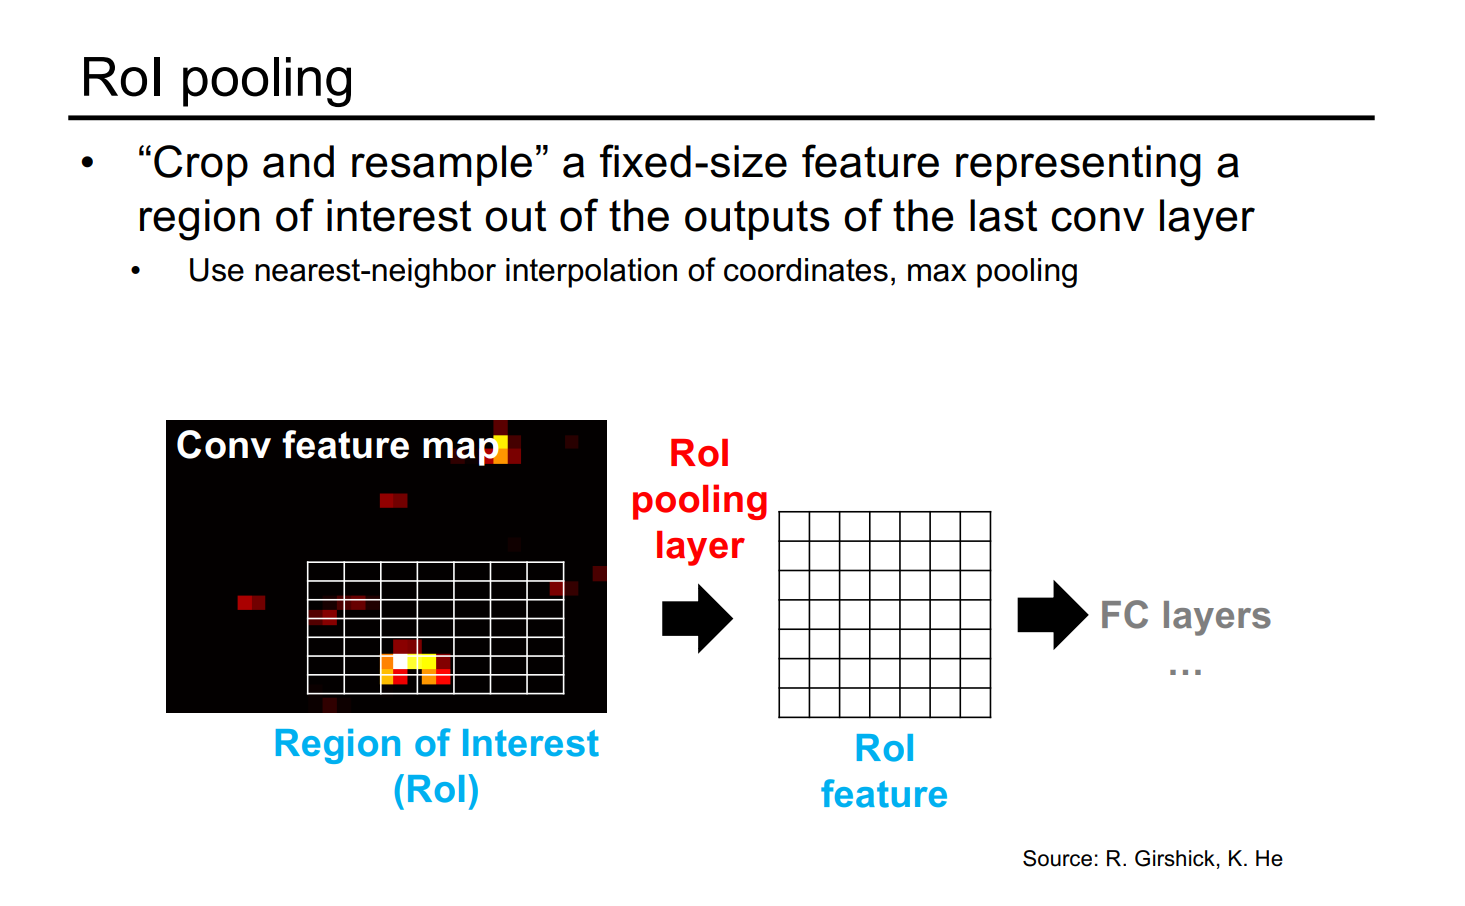 RoI pooling
• “Crop and resample” a fixed-size feature representing a
region of interest out of the outputs of the last conv layer
• Use nearest-neighbor interpolation of coordinates, max pooling
Conv feature map
RoI
pooling
layer
FC layers
…
Region of Interest
(RoI)
RoI
feature
Source: R. Girshick, K. He